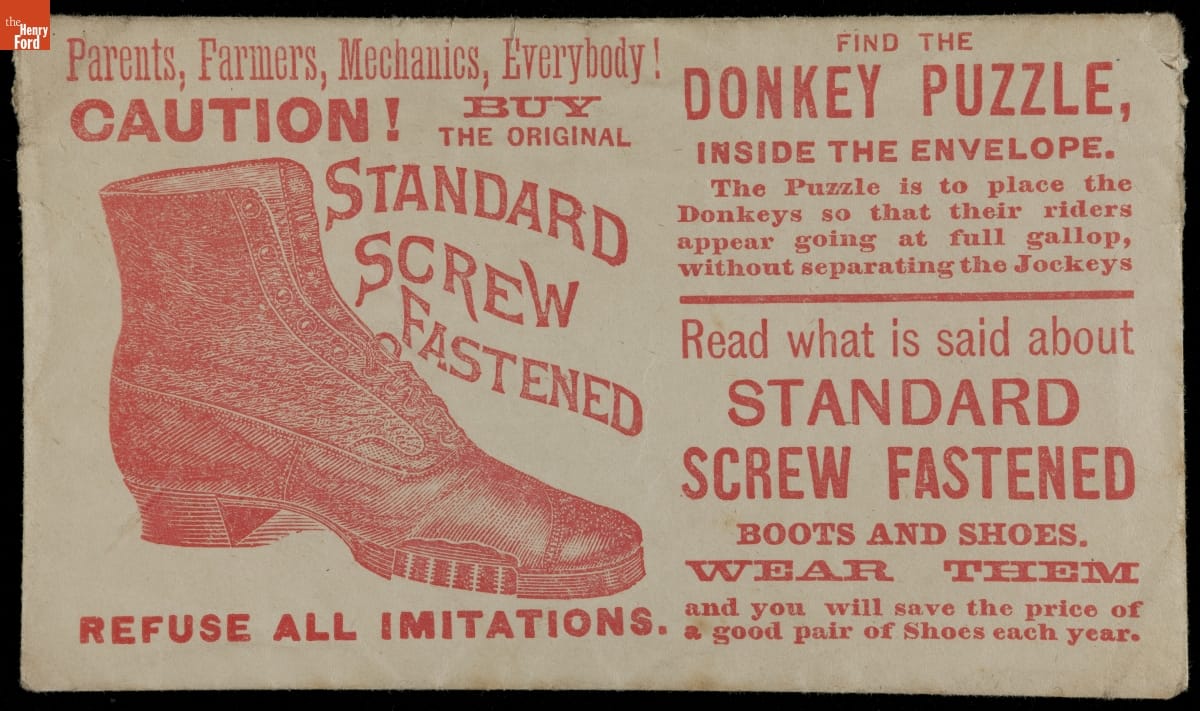 the
Henry
Ford
Parents, Farmers, Mechanics, Everybody!
CAUTION! BUY
THE ORIGINAL
STANDARD
SCREW
FASTENED
REFUSE ALL IMITATIONS.
FIND THE
DONKEY PUZZLE,
INSIDE THE ENVELOPE.
The Puzzle is to place the
Donkeys so that their riders
appear going at full gallop,
without separating the Jockeys
Read what is said about
STANDARD
SCREW FASTENED
BOOTS AND SHOES.
WEAR THEM
and you will save the price of
a good pair of Shoes each year.